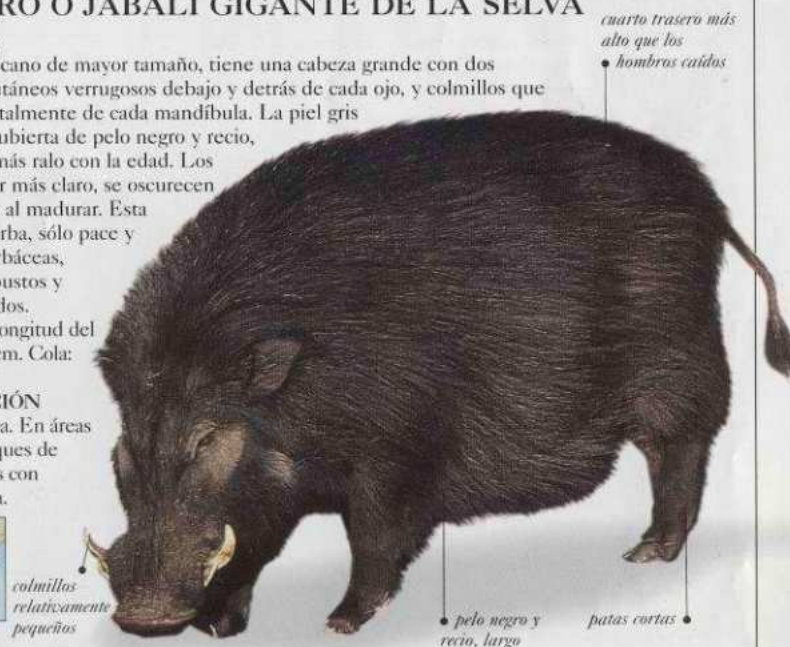 RO O JABALÍ GIGANTE DE LA SELVA
cano de mayor tamaño, tiene una cabeza grande con dos
táneos verrugosos debajo y detrás de cada ojo, y colmillos que
talmente de cada mandíbula. La piel gris
ubierta de pelo negro y recio,
más ralo con la edad. Los
r más claro, se oscurecen
al madurar. Esta
rba, sólo pace y
báceas,
ustos y
dos.
ongitud del
cm. Cola:
IÓN
a. En áreas
ques de
s con
cuarto trasero más
alto que los
hombros caídos
colmillos
relativamente
pequeños
pelo negro y
recio, largo
patas cortas